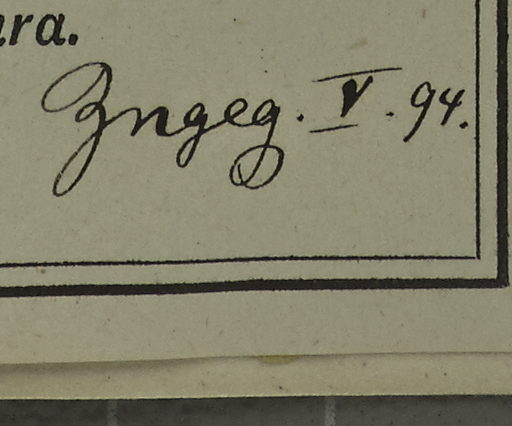 ara.
Zngeg. V. 94.